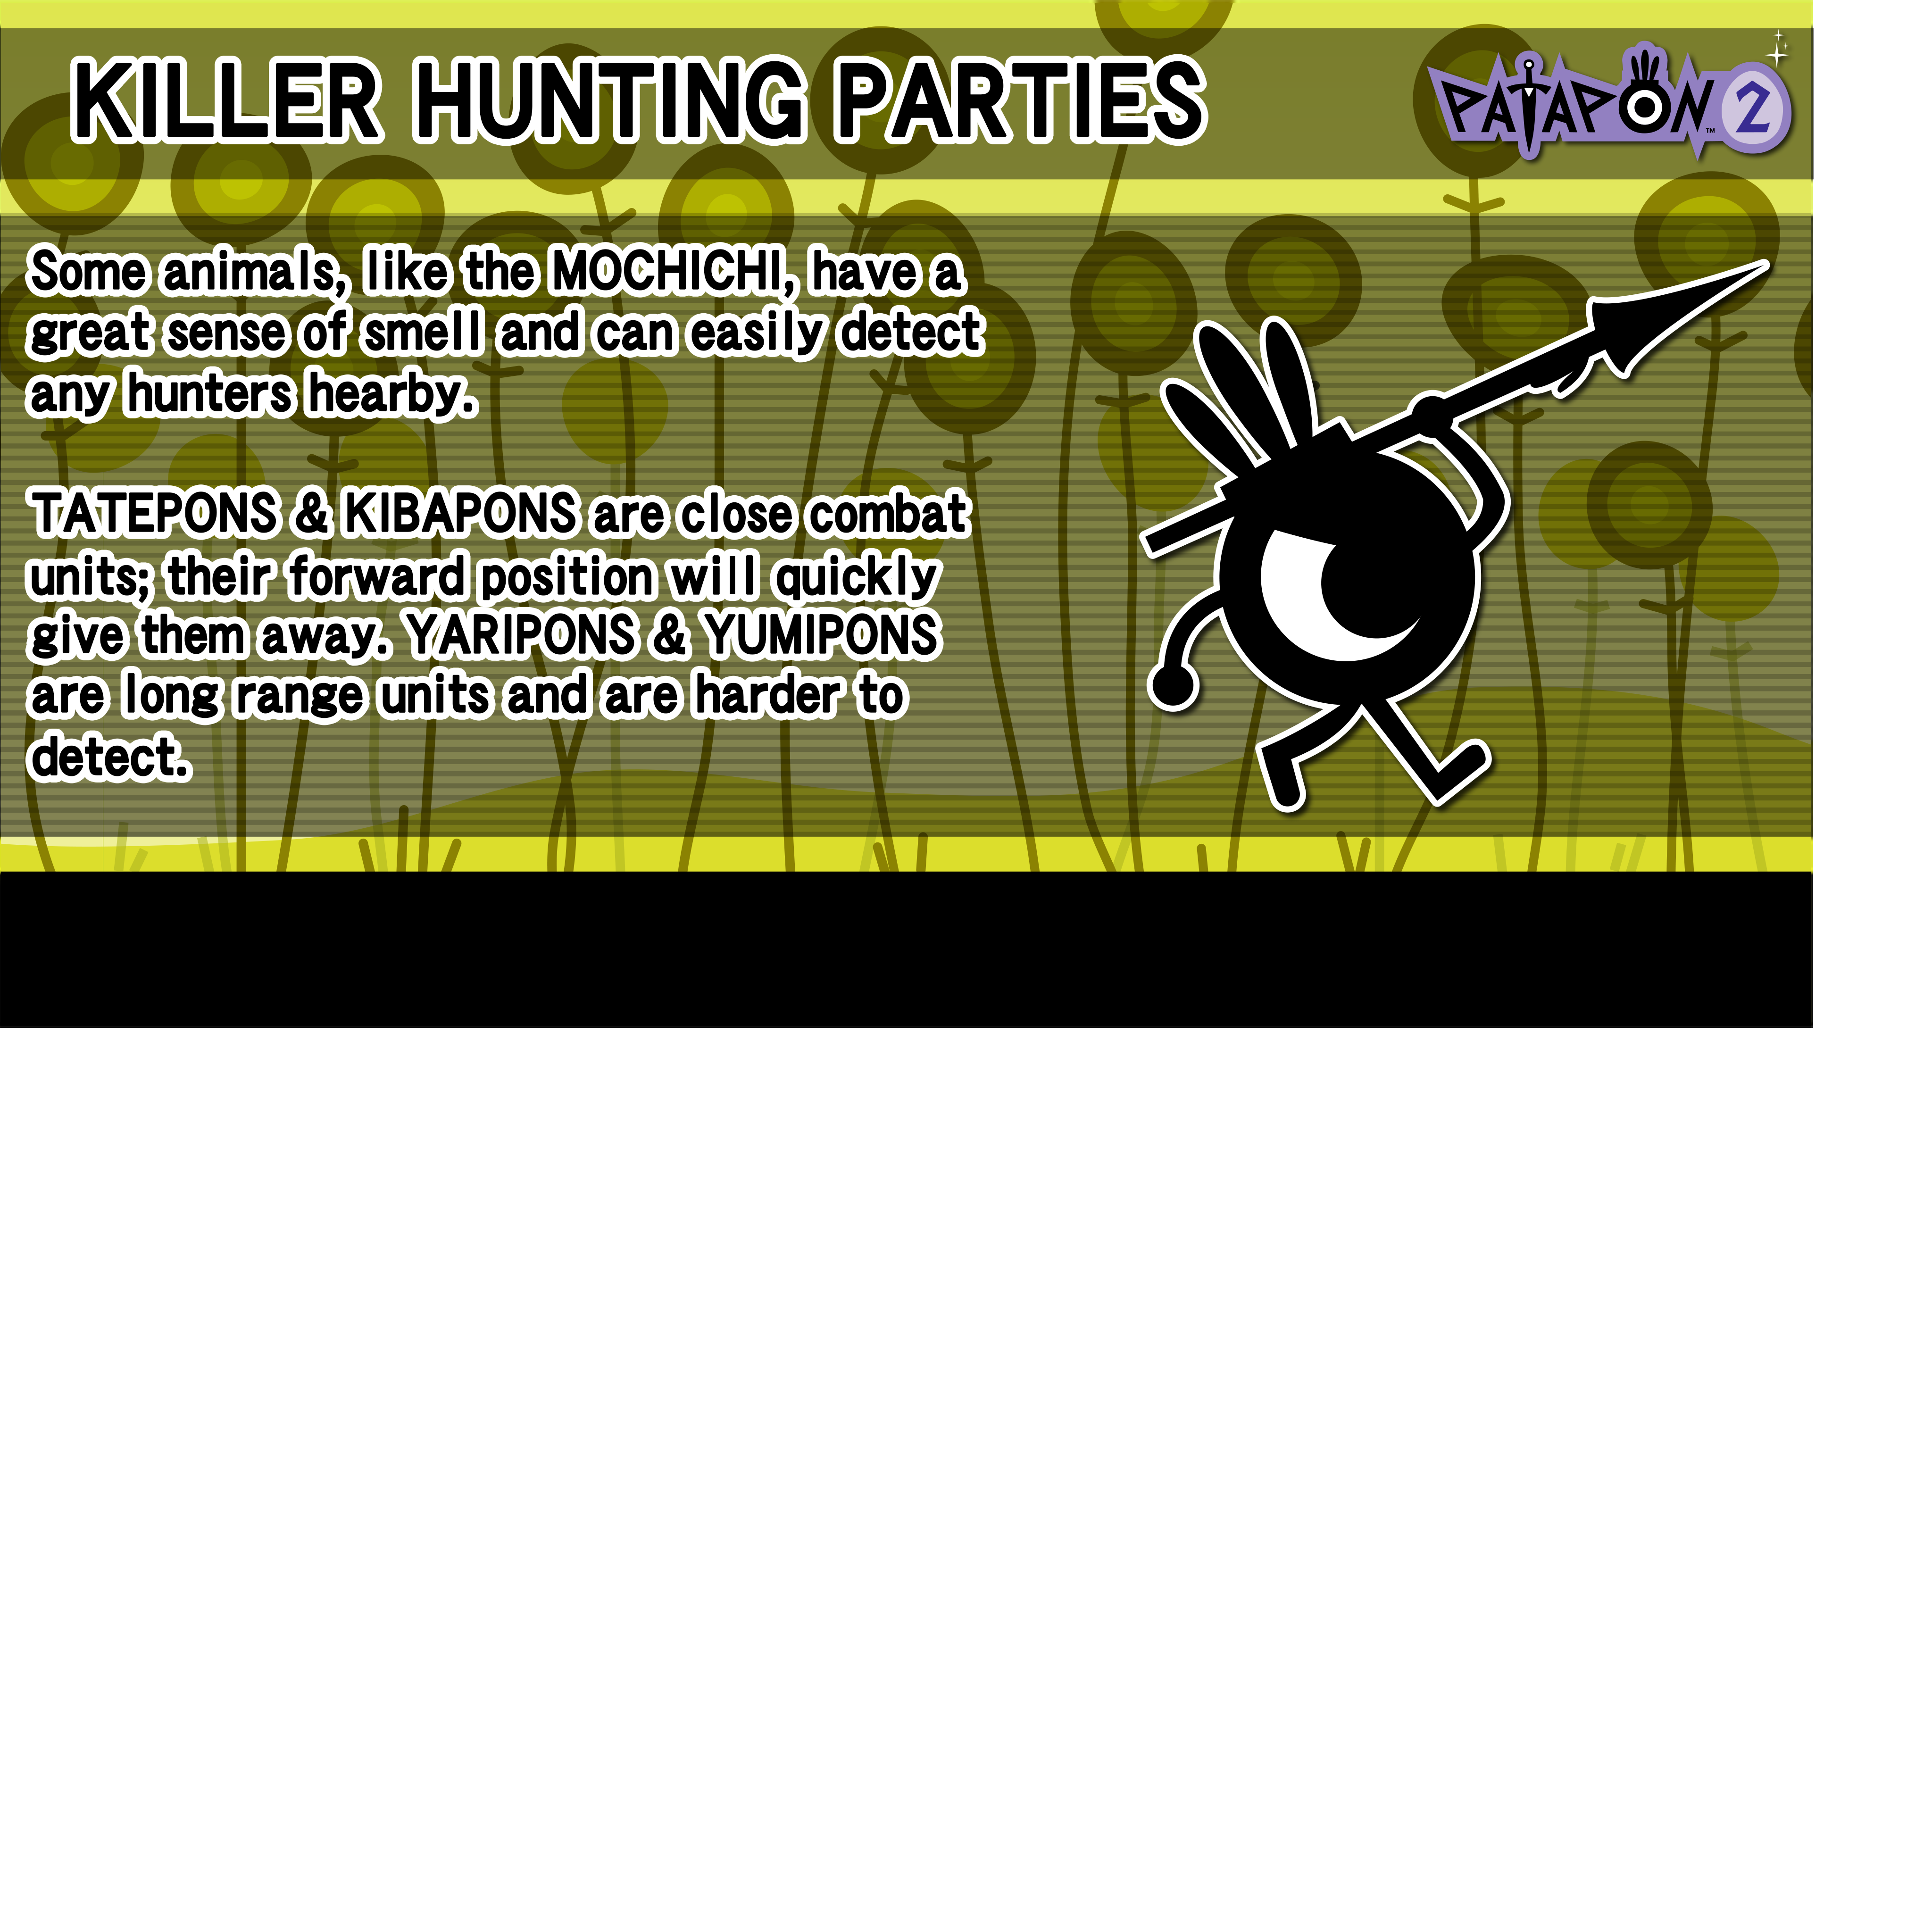 KILLER HUNTING PARTIES
PATAPON™ 2
Some animals, like the MOCHICHI, have a
great sense of smell and can easily detect
any hunters hearby.
TATEPONS & KIBAPONS are close combat
units; their forward position will quickly
give them away. YARIPONS & YUMIPONS
are long range units and are harder to
detect.